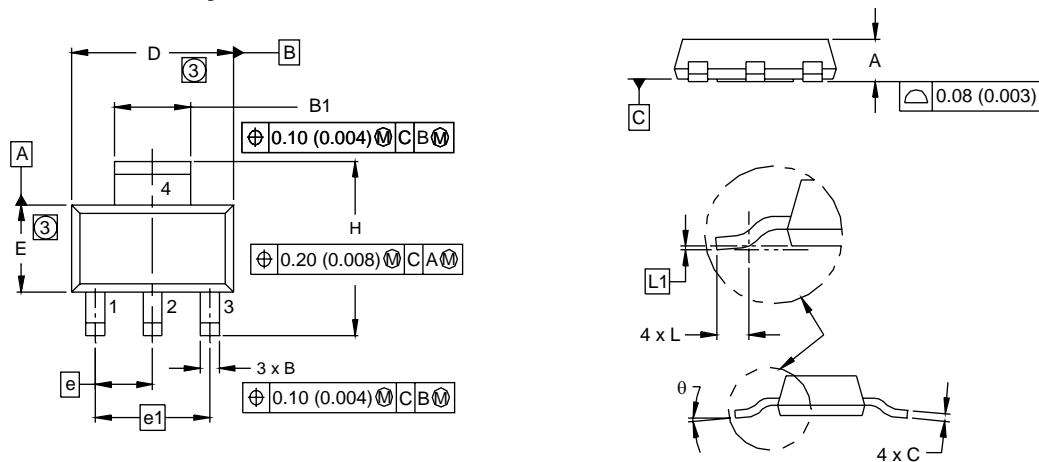 D
3
B
B1
⌖ 0.10 (0.004) Ⓜ C B Ⓜ
A
4
3
E
H
⌖ 0.20 (0.008) Ⓜ C A Ⓜ
1 2 3
3 x B
e
e1
⌖ 0.10 (0.004) Ⓜ C B Ⓜ
A
C
⌓ 0.08 (0.003)
L1
4 x L
θ
4 x C